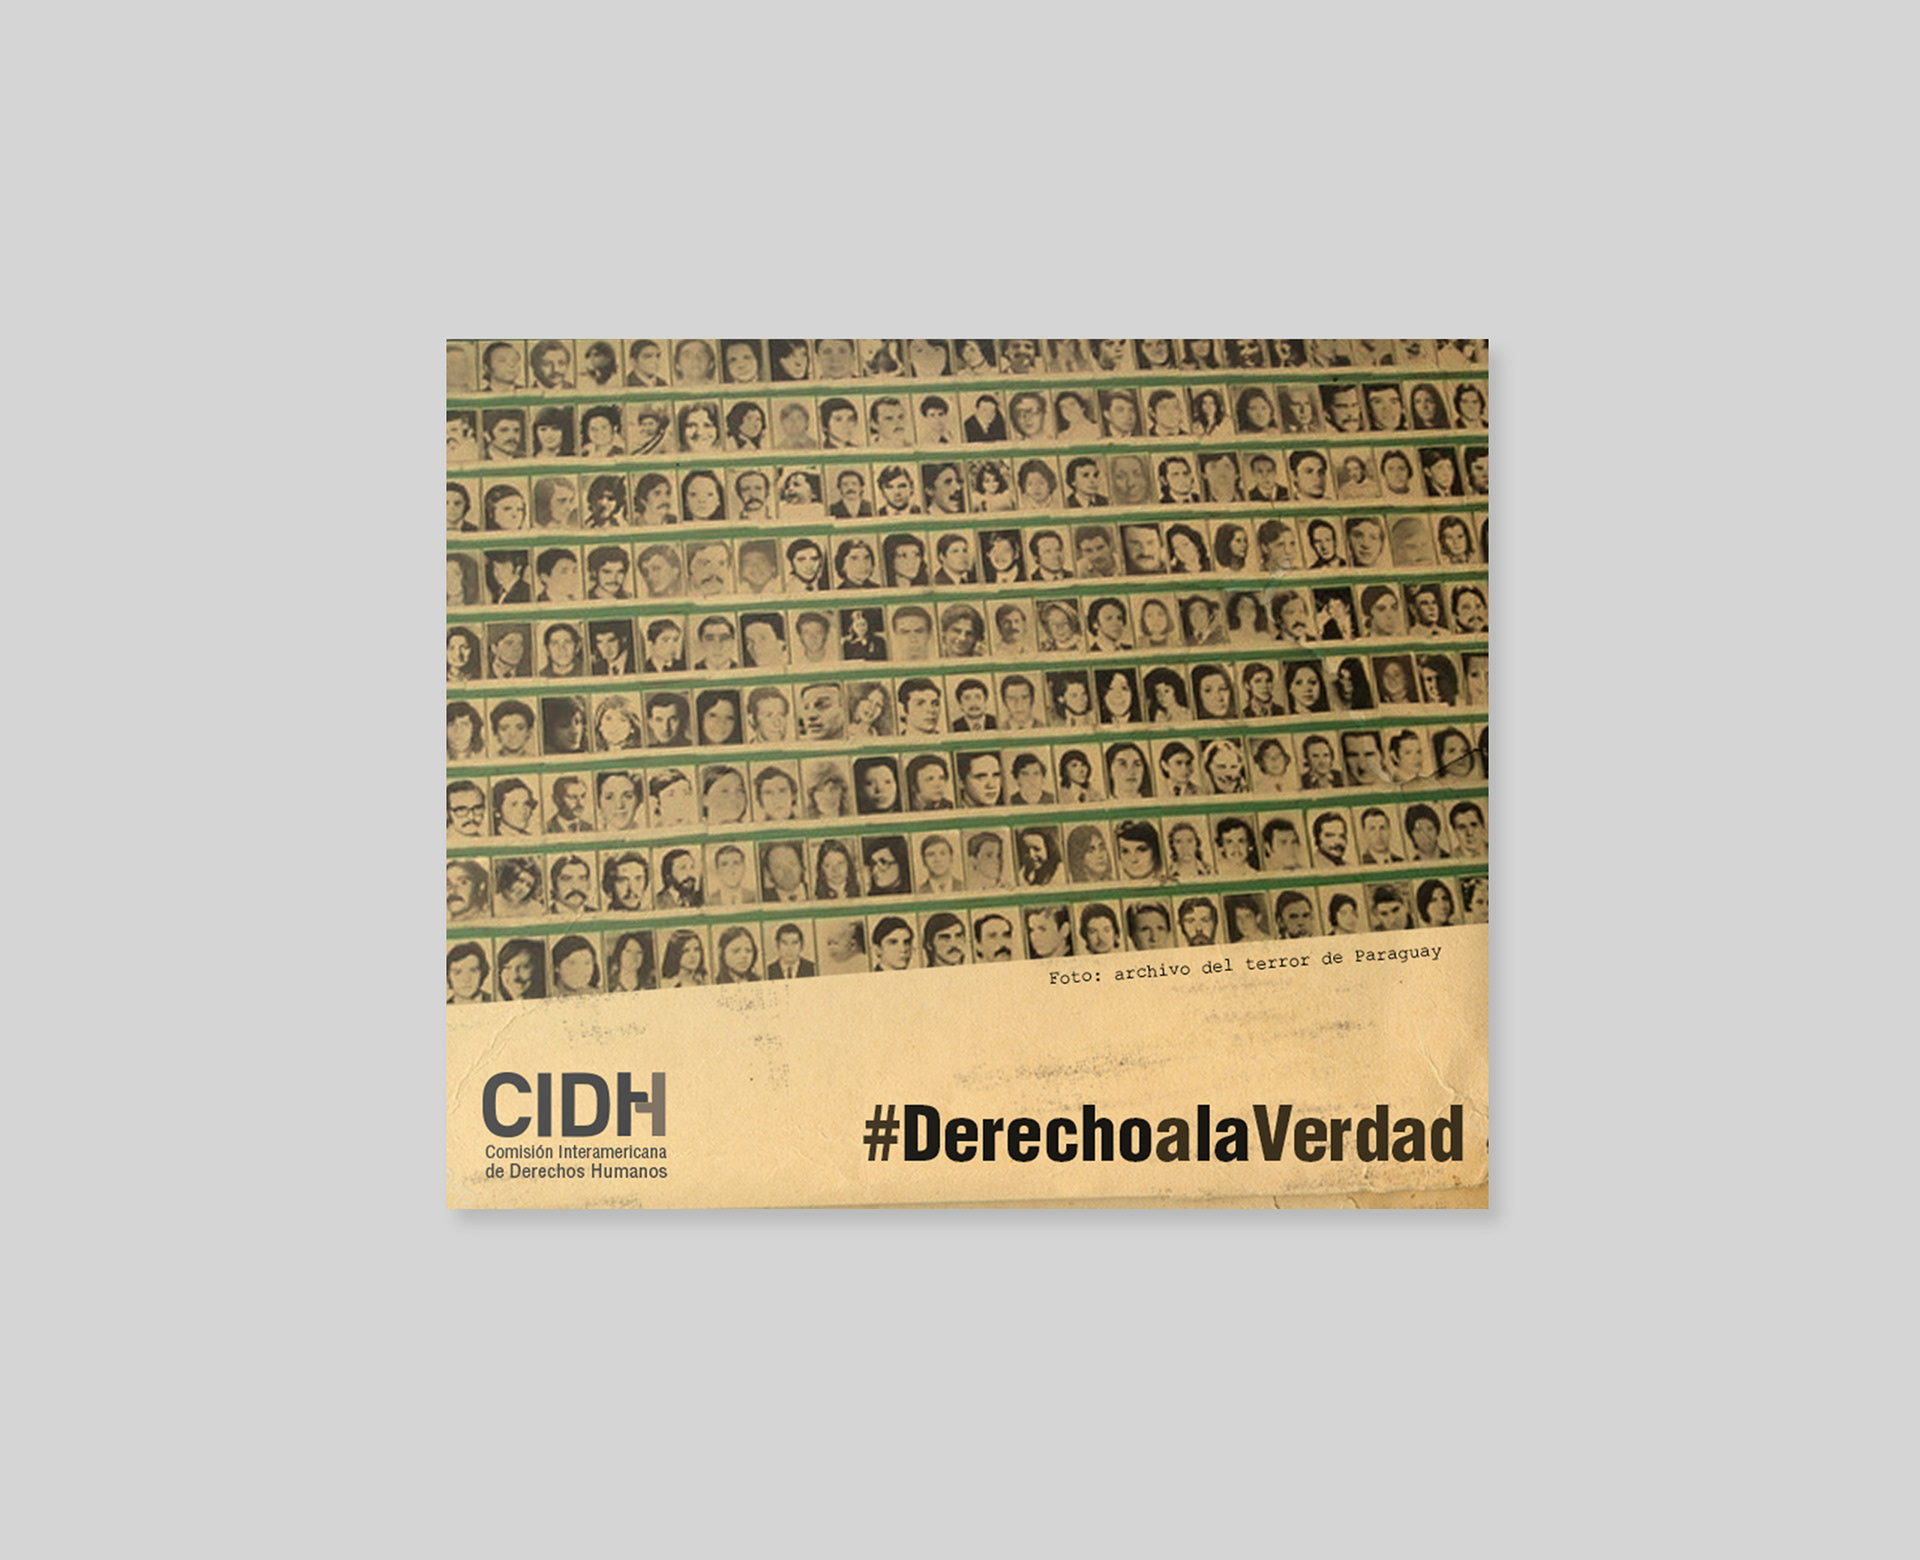 Foto: archivo del terror de Paraguay
CIDH
Comisión Interamericana
de Derechos Humanos
#DerechoalaVerdad